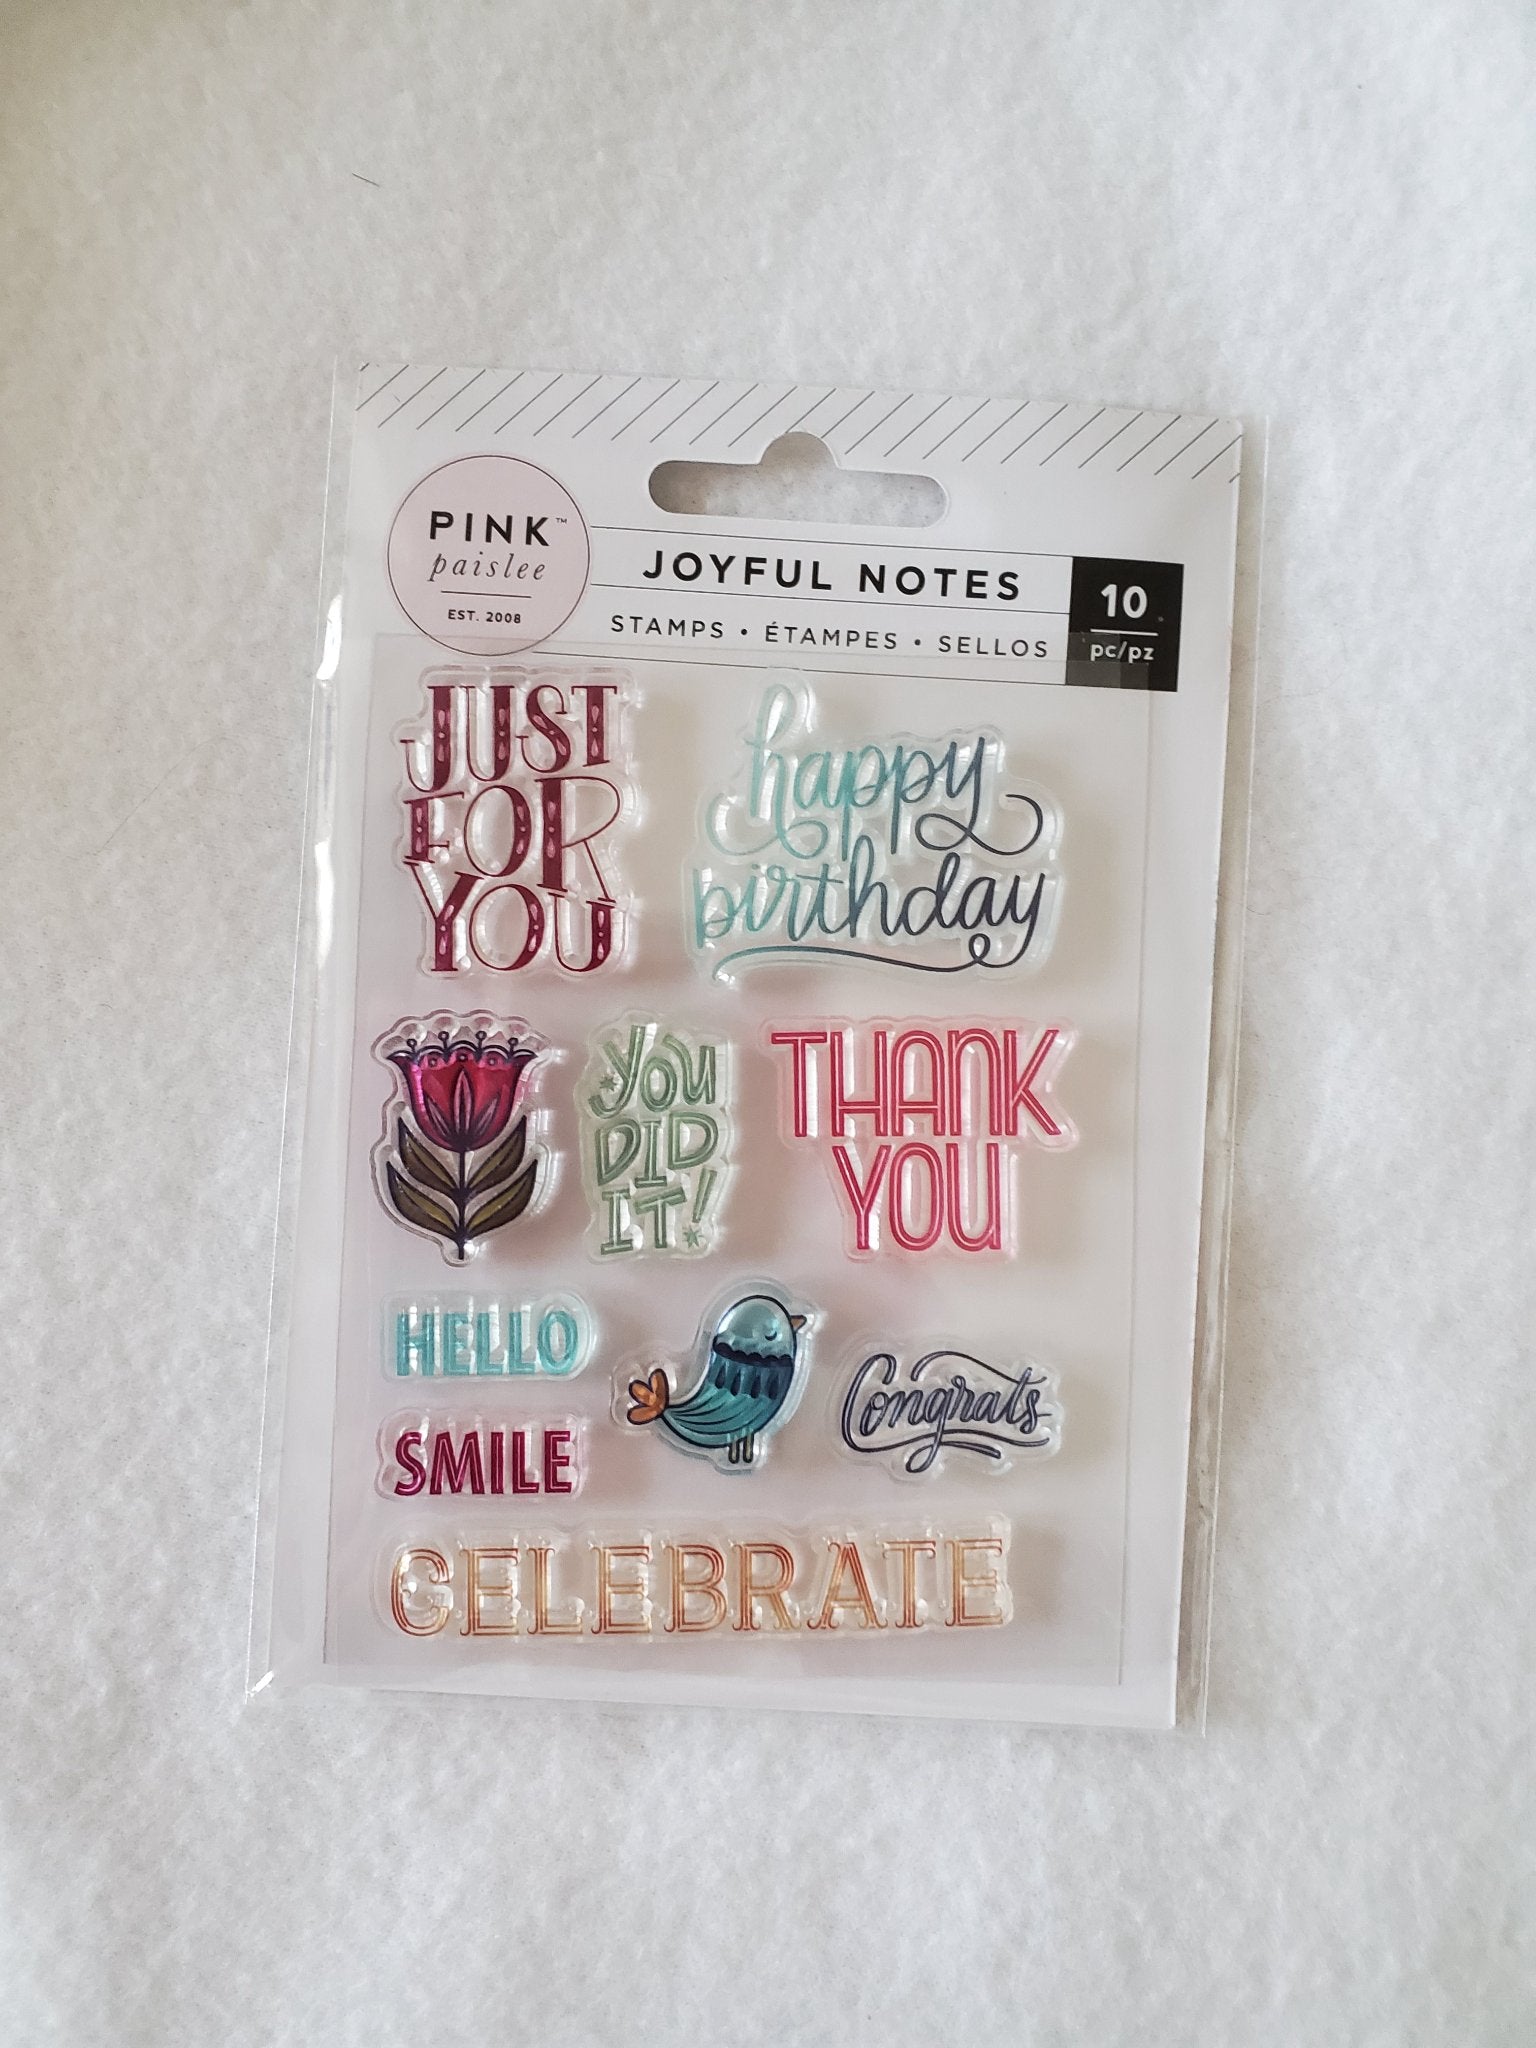 PINK™
paislee
EST. 2008
JOYFUL NOTES
STAMPS • ÉTAMPES • SELLOS
10
pc/pz
JUST
FOR
YOU
happy
birthday
YOU
DID
IT!
THANK
YOU
HELLO
SMILE
Congrats
CELEBRATE